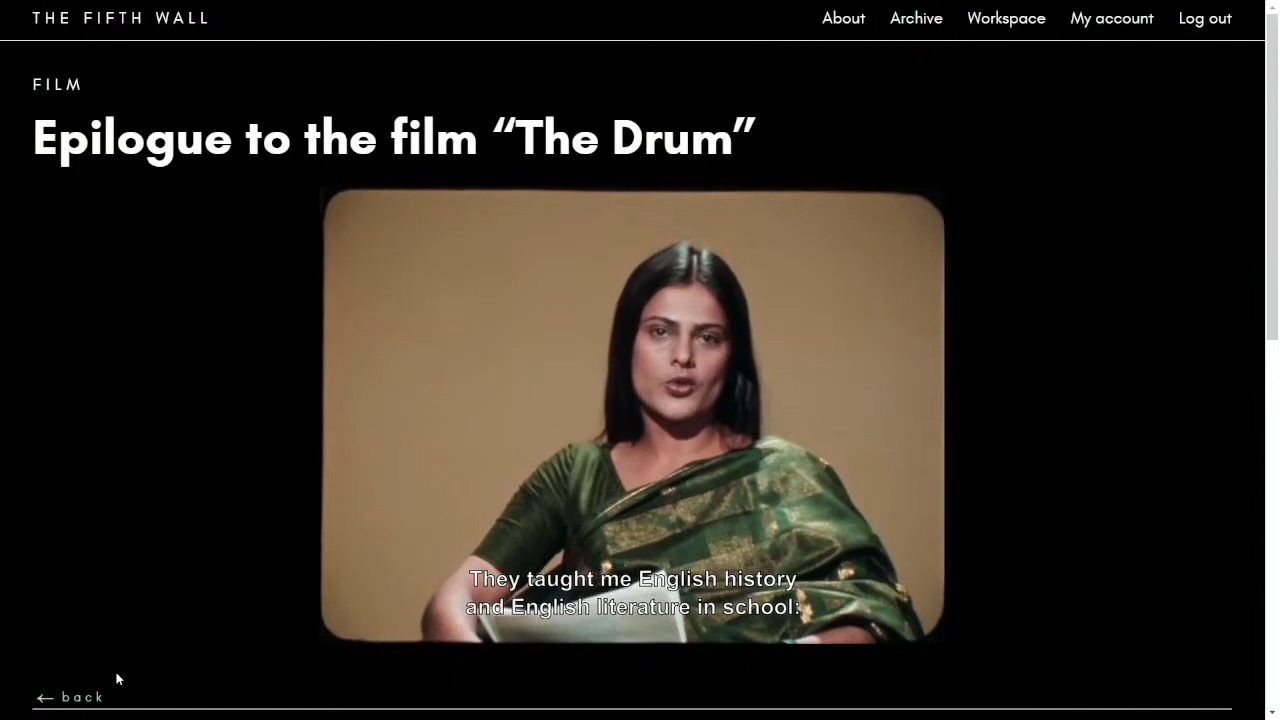 THE FIFTH WALL
About Archive Workspace My account Log out
FILM
Epilogue to the film “The Drum”
They taught me English history
and English literature in school:
← back